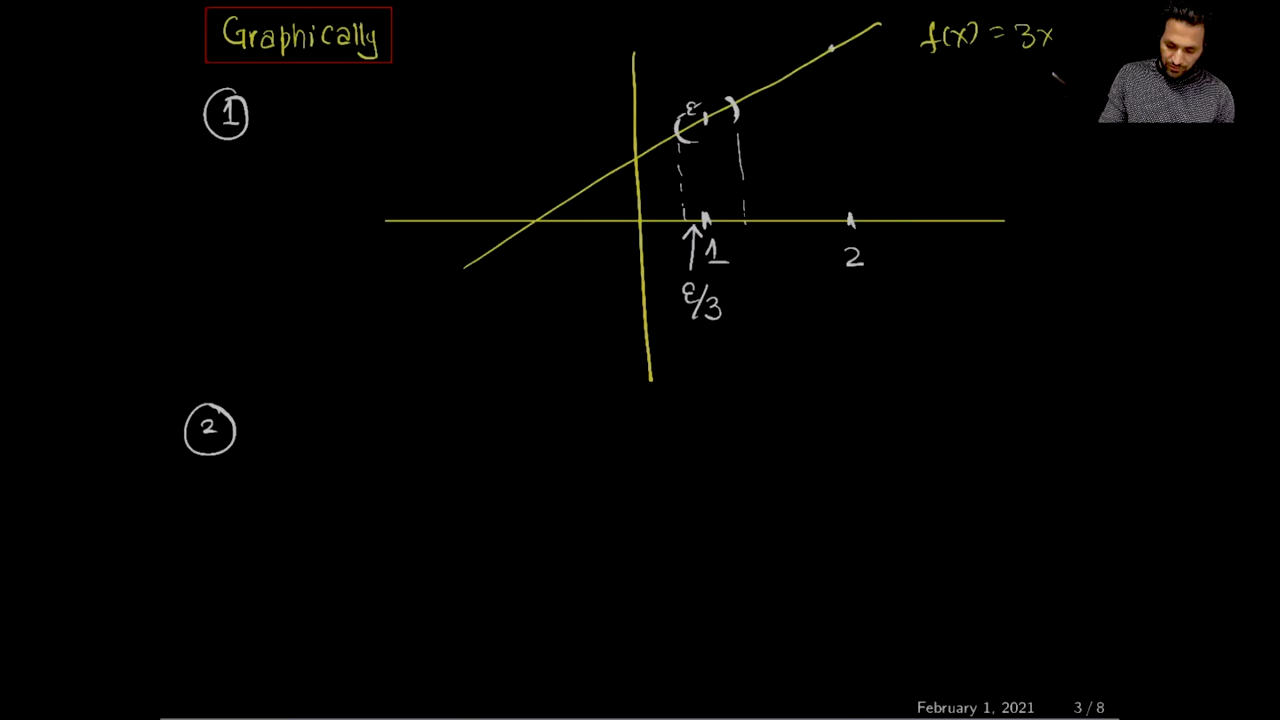 Graphically
f(x) = 3x
1
ε
1
2
ε/3
2
February 1, 2021 3 / 8